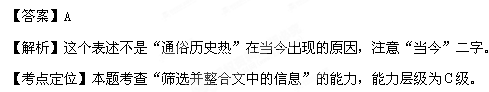 【答案】A
【解析】这个表述不是“通俗历史热”在当今出现的原因，注意“当今”二字。
【考点定位】本题考查“筛选并整合文中的信息”的能力，能力层级为C级。